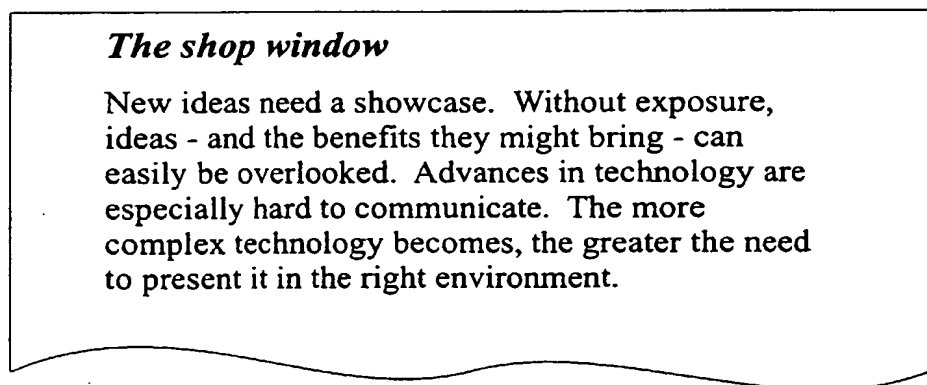 The shop window
New ideas need a showcase. Without exposure,
ideas - and the benefits they might bring - can
easily be overlooked. Advances in technology are
especially hard to communicate. The more
complex technology becomes, the greater the need
to present it in the right environment.